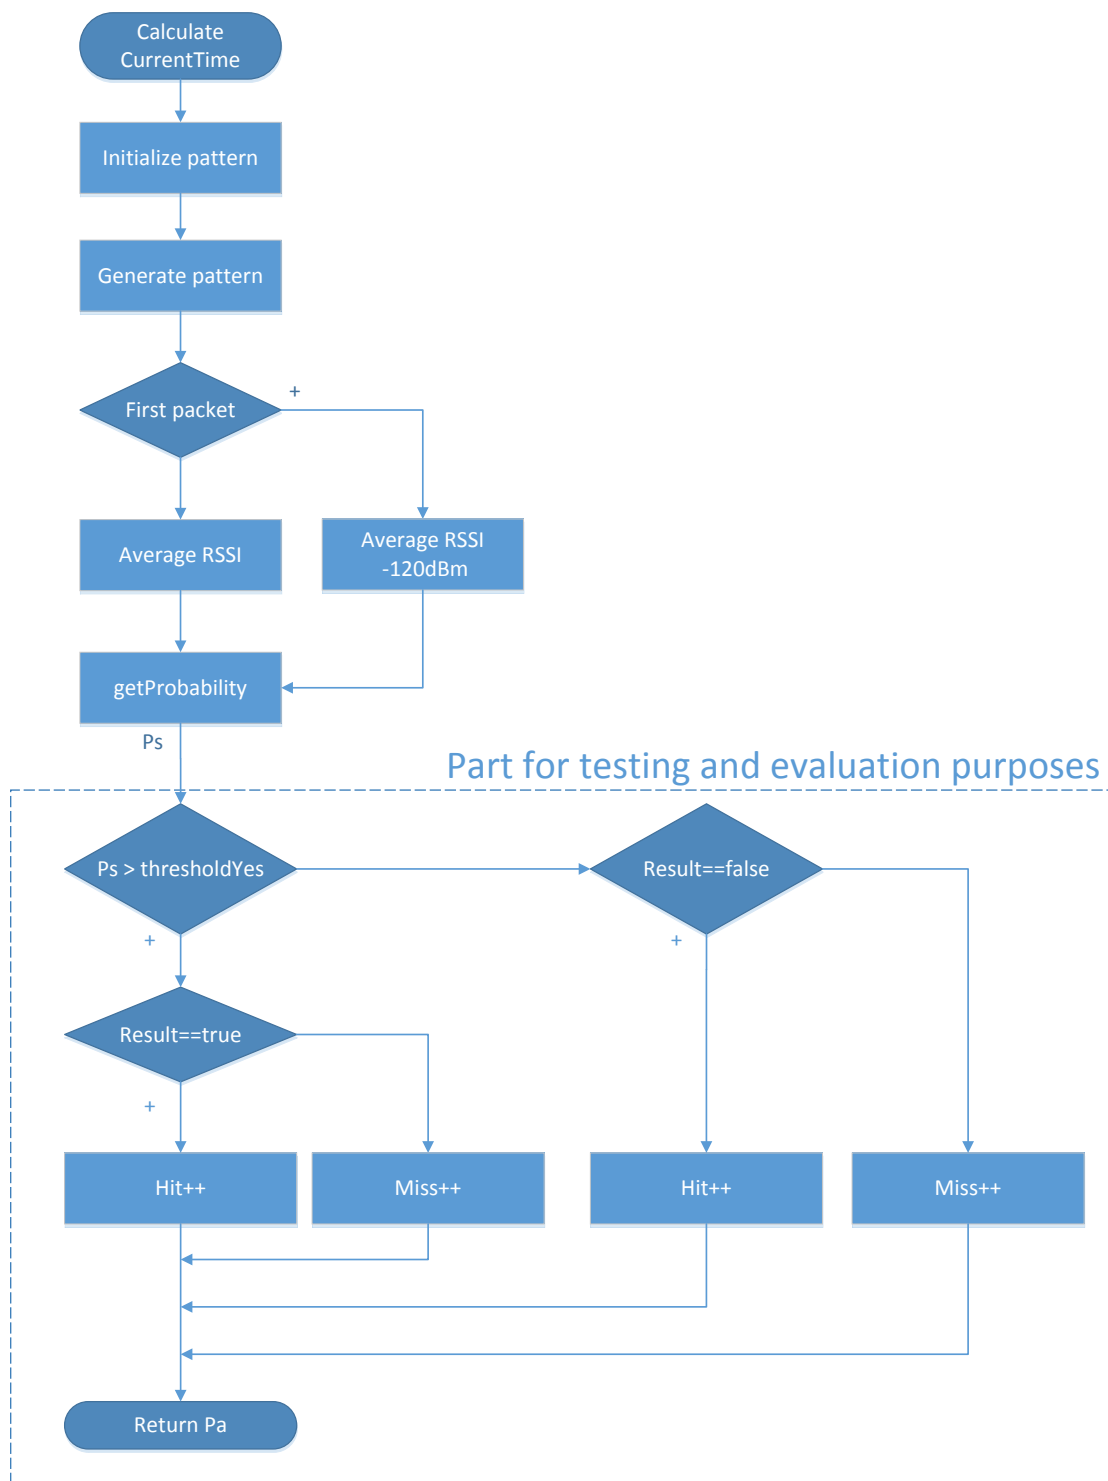 Calculate
CurrentTime
Initialize pattern
Generate pattern
First packet
+
Average RSSI
Average RSSI
-120dBm
getProbability
Ps
Part for testing and evaluation purposes
Ps > thresholdYes
Result==false
+
+
Result==true
+
Hit++
Miss++
Hit++
Miss++
Return Pa